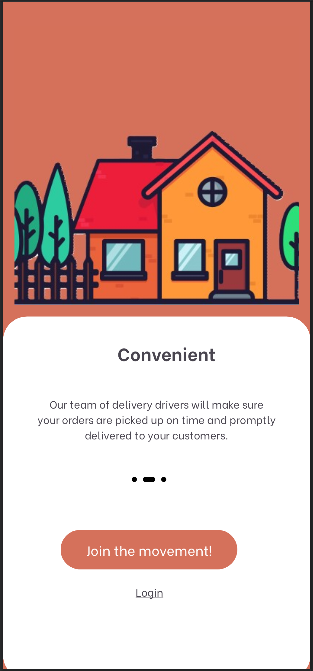 Convenient
Our team of delivery drivers will make sure
your orders are picked up on time and promptly
delivered to your customers.
Join the movement!
Login